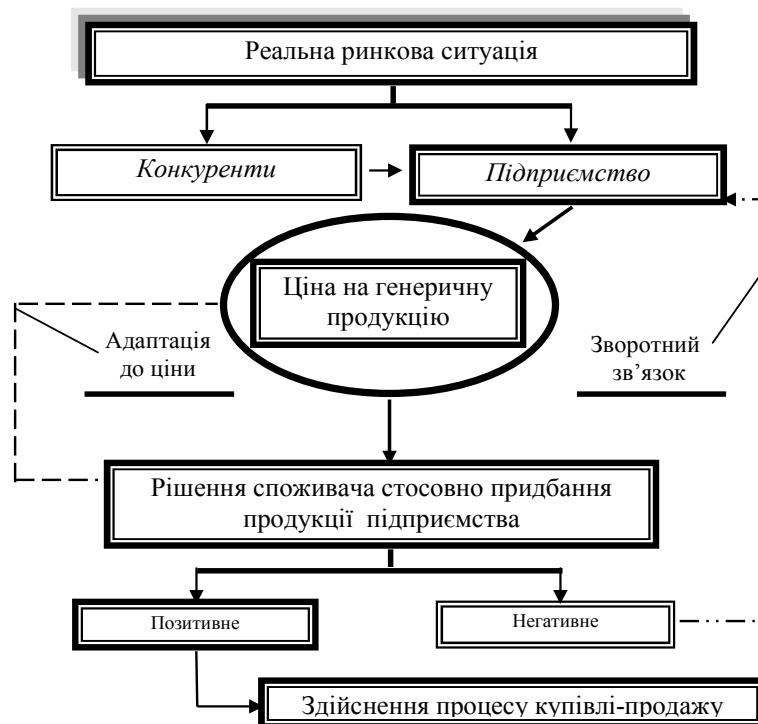 Реальна ринкова ситуація
Конкуренти
Підприємство
Ціна на генеричну
продукцію
Адаптація
до ціни
Зворотний
зв’язок
Рішення споживача стосовно придбання
продукції підприємства
Позитивне
Негативне
Здійснення процесу купівлі-продажу